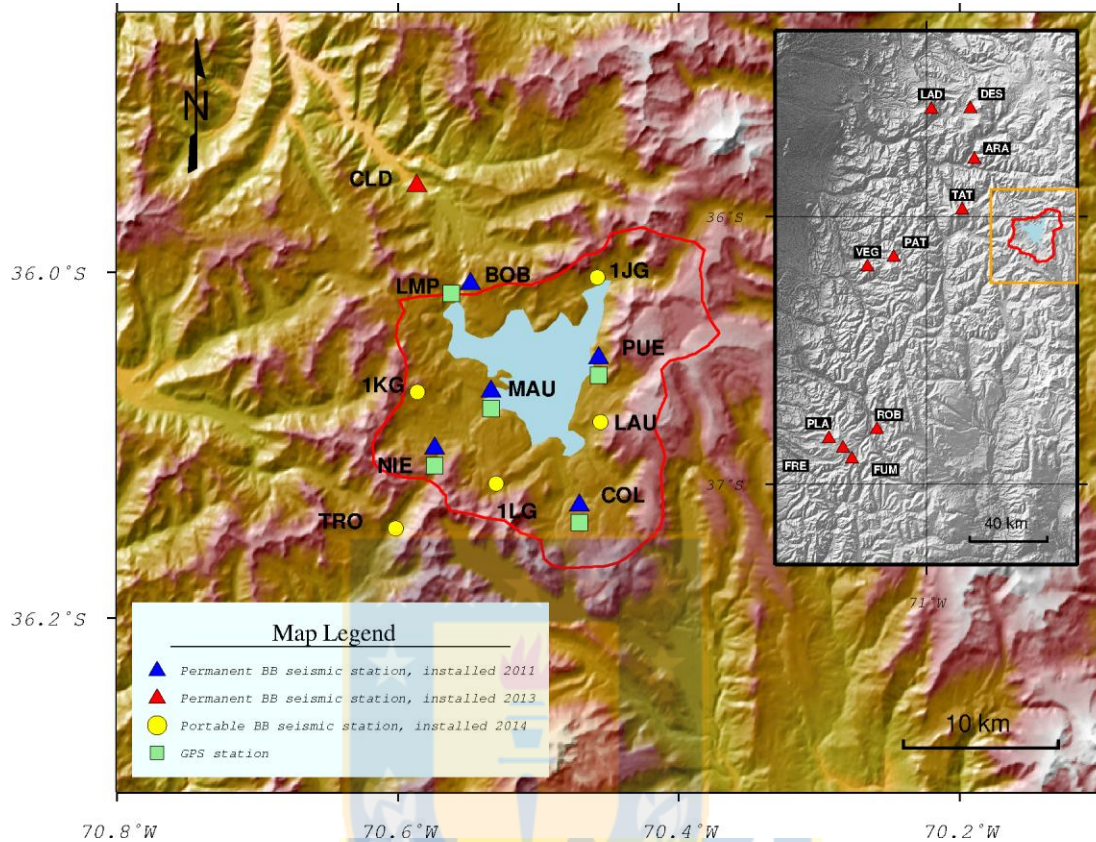 N
CLD
LMP
BOB
1JG
PUE
1KG
MAU
LAU
NIE
COL
1LG
TRO
36.0°S
36.2°S
70.8°W
70.6°W
70.4°W
70.2°W
10 km
LAD
DES
ARA
TAT
36°S
VEG
PAT
PLA
ROB
FRE
FUM
37°S
40 km
71°W
Map Legend
Permanent BB seismic station, installed 2011
Permanent BB seismic station, installed 2013
Portable BB seismic station, installed 2014
GPS station